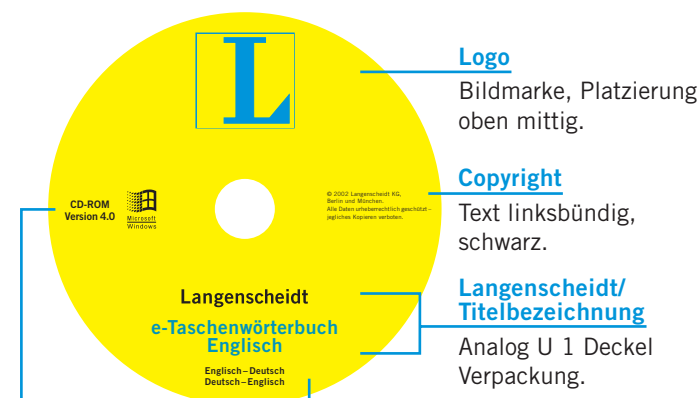 L
Logo
Bildmarke, Platzierung
oben mittig.
CD-ROM
Version 4.0
Microsoft
Windows
© 2002 Langenscheidt KG,
Berlin und München.
Alle Daten urheberrechtlich geschützt –
jegliches Kopieren verboten.
Copyright
Text linksbündig,
schwarz.
Langenscheidt
e-Taschenwörterbuch
Englisch
Englisch – Deutsch
Deutsch – Englisch
Langenscheidt/
Titelbezeichnung
Analog U 1 Deckel
Verpackung.